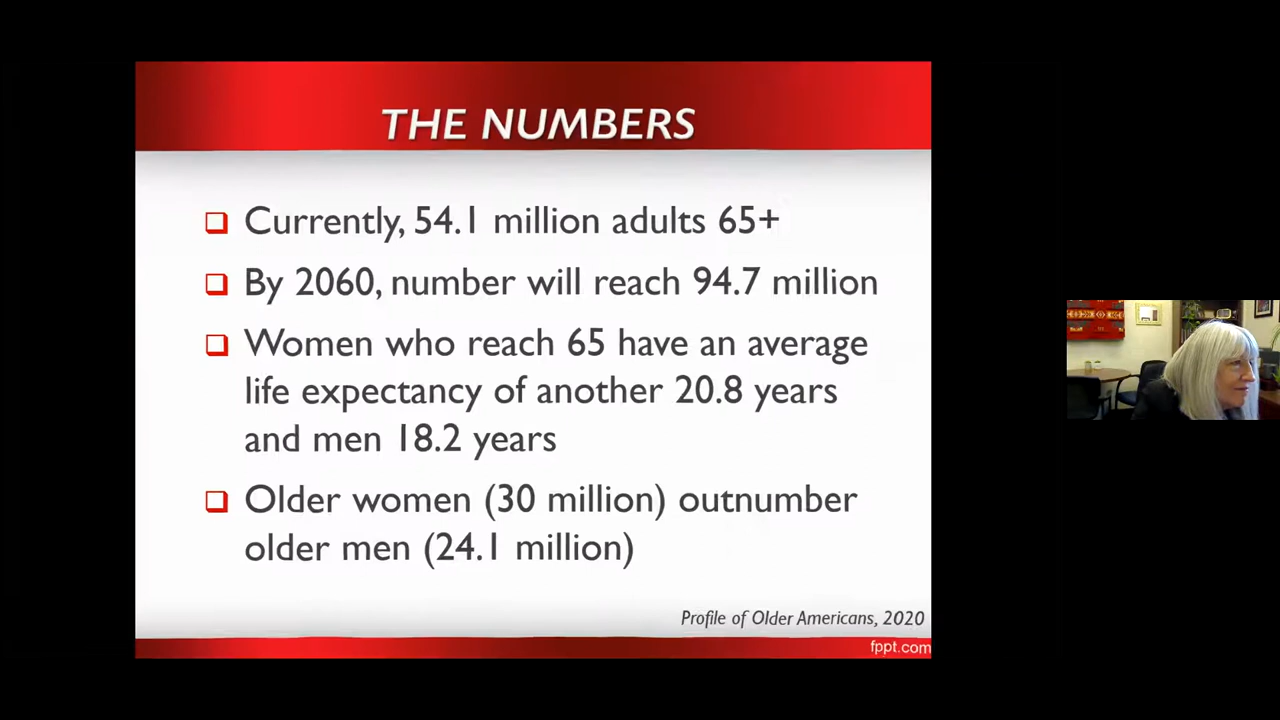 THE NUMBERS
Currently, 54.1 million adults 65+
By 2060, number will reach 94.7 million
Women who reach 65 have an average
life expectancy of another 20.8 years
and men 18.2 years
Older women (30 million) outnumber
older men (24.1 million)
Profile of Older Americans, 2020
fppt.com